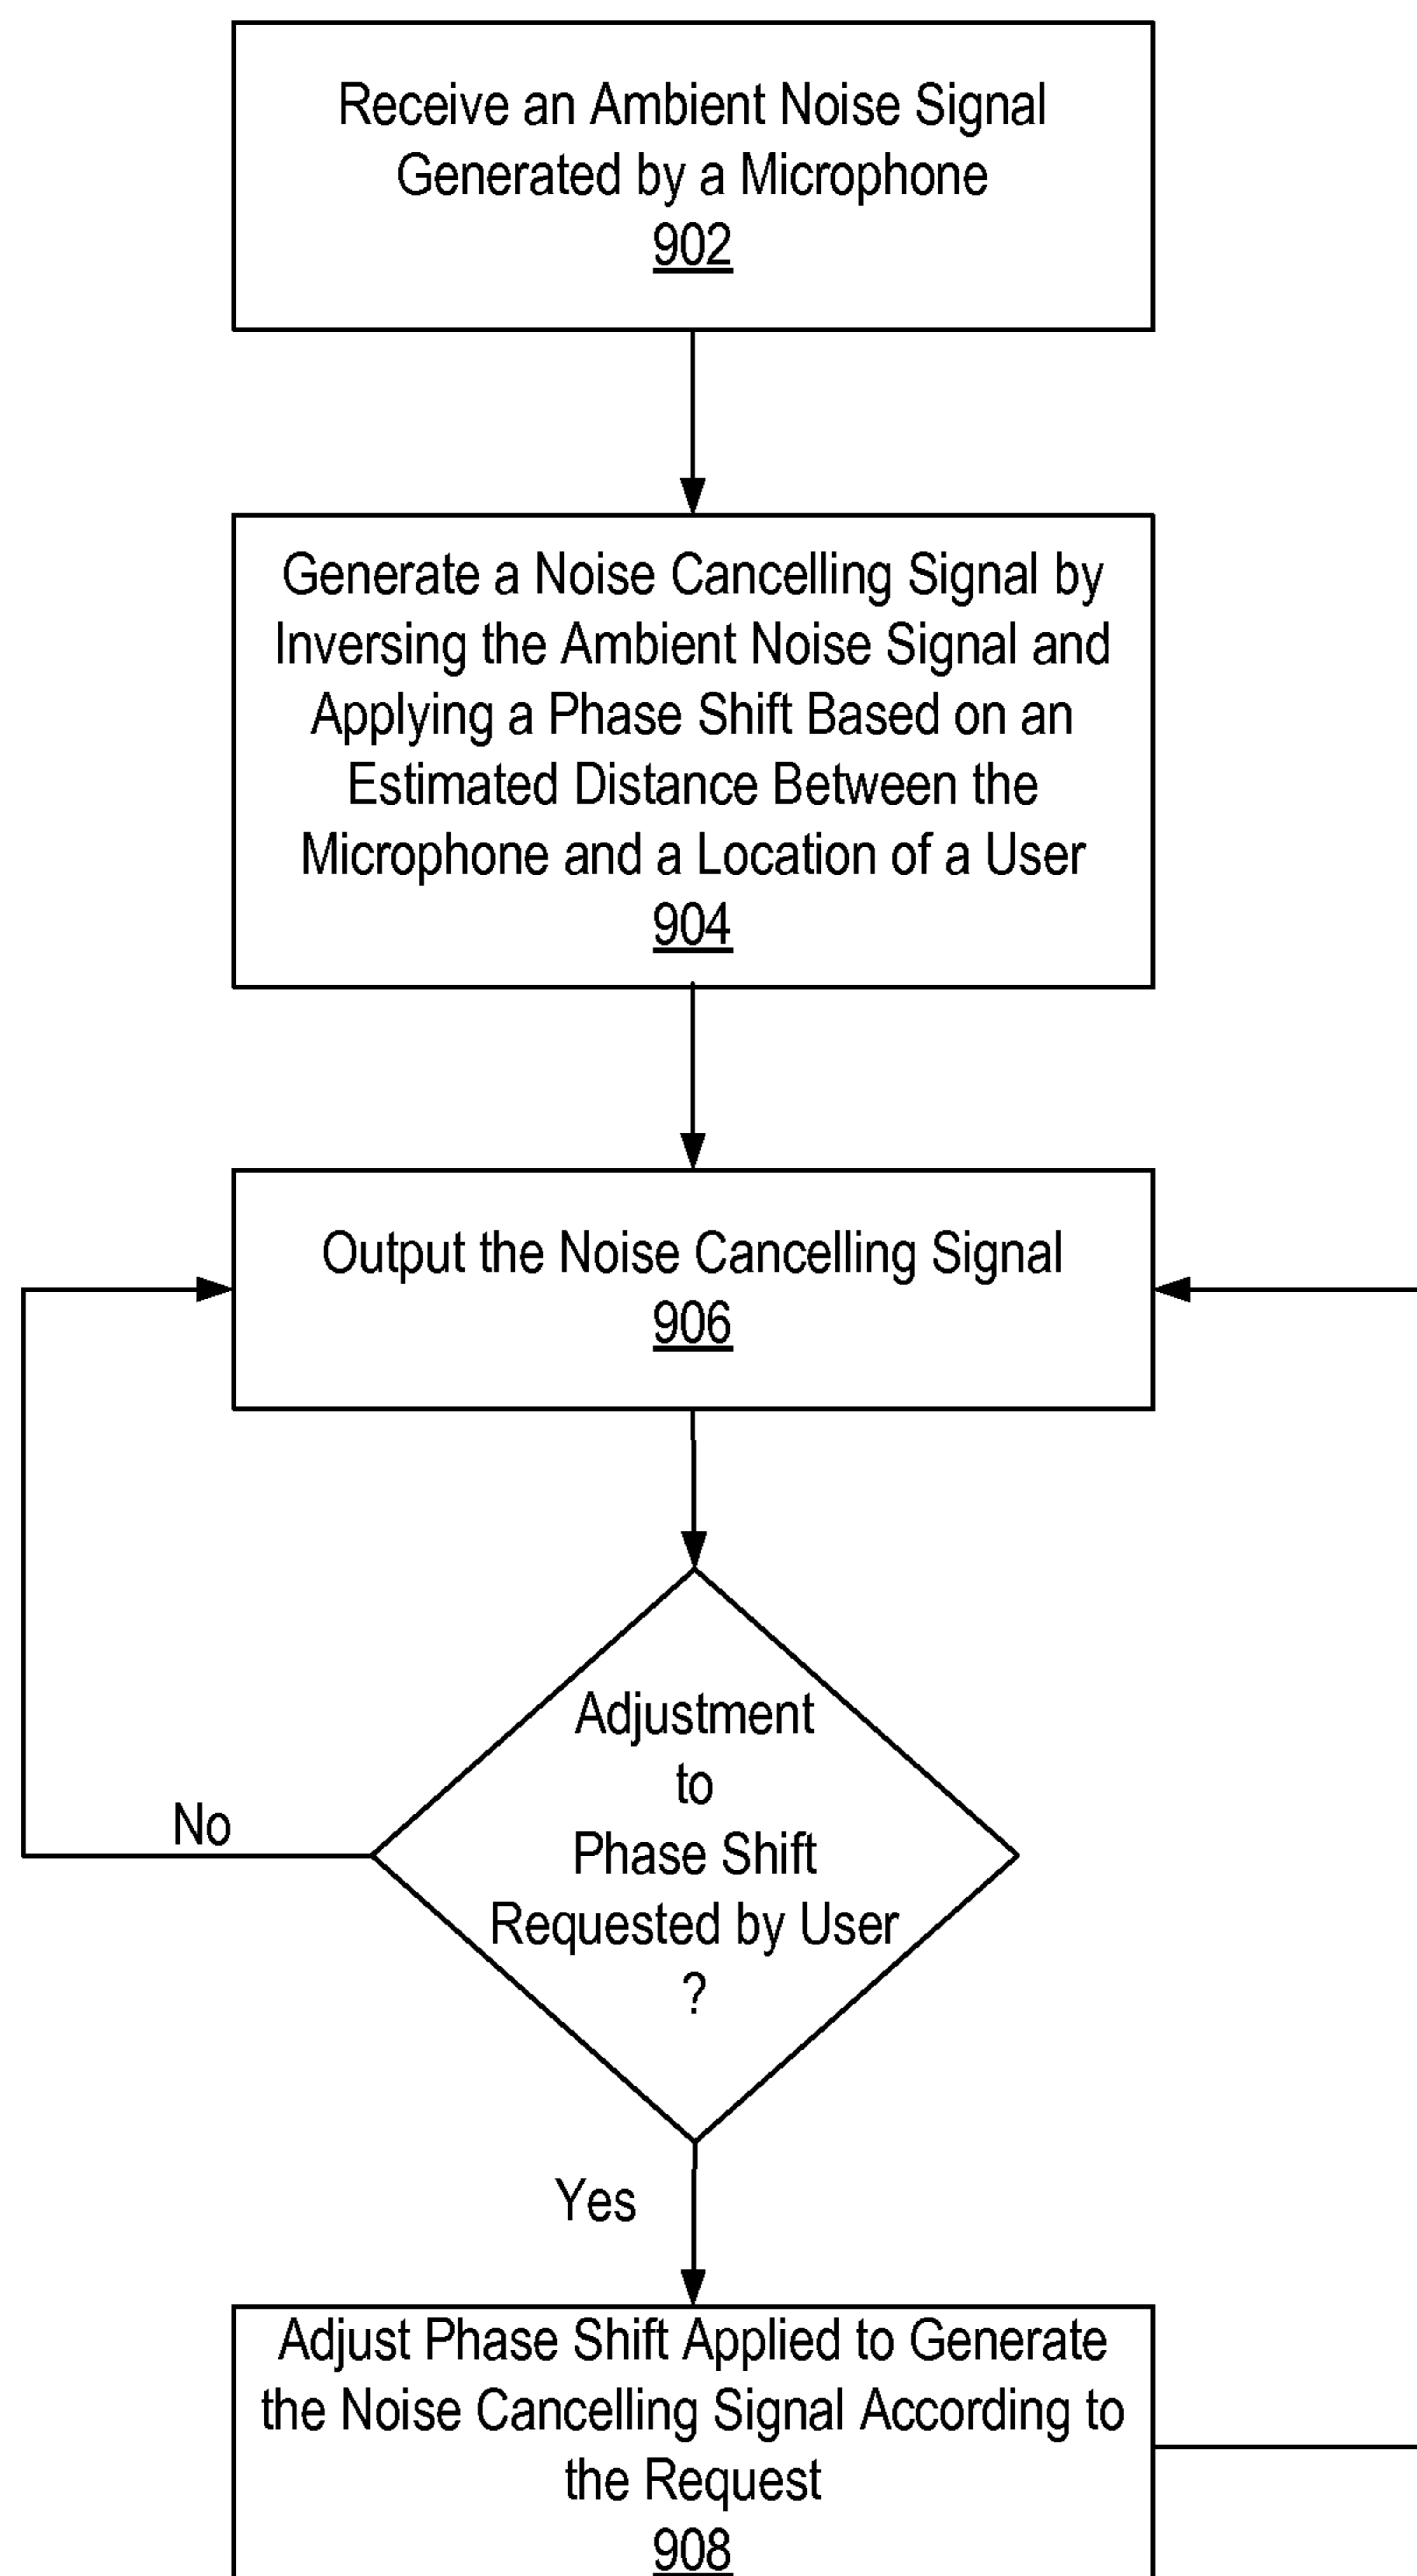 Receive an Ambient Noise Signal
Generated by a Microphone
902
Generate a Noise Cancelling Signal by
Inversing the Ambient Noise Signal and
Applying a Phase Shift Based on an
Estimated Distance Between the
Microphone and a Location of a User
904
Output the Noise Cancelling Signal
906
Adjustment
to
Phase Shift
Requested by User
?
No
Yes
Adjust Phase Shift Applied to Generate
the Noise Cancelling Signal According to
the Request
908